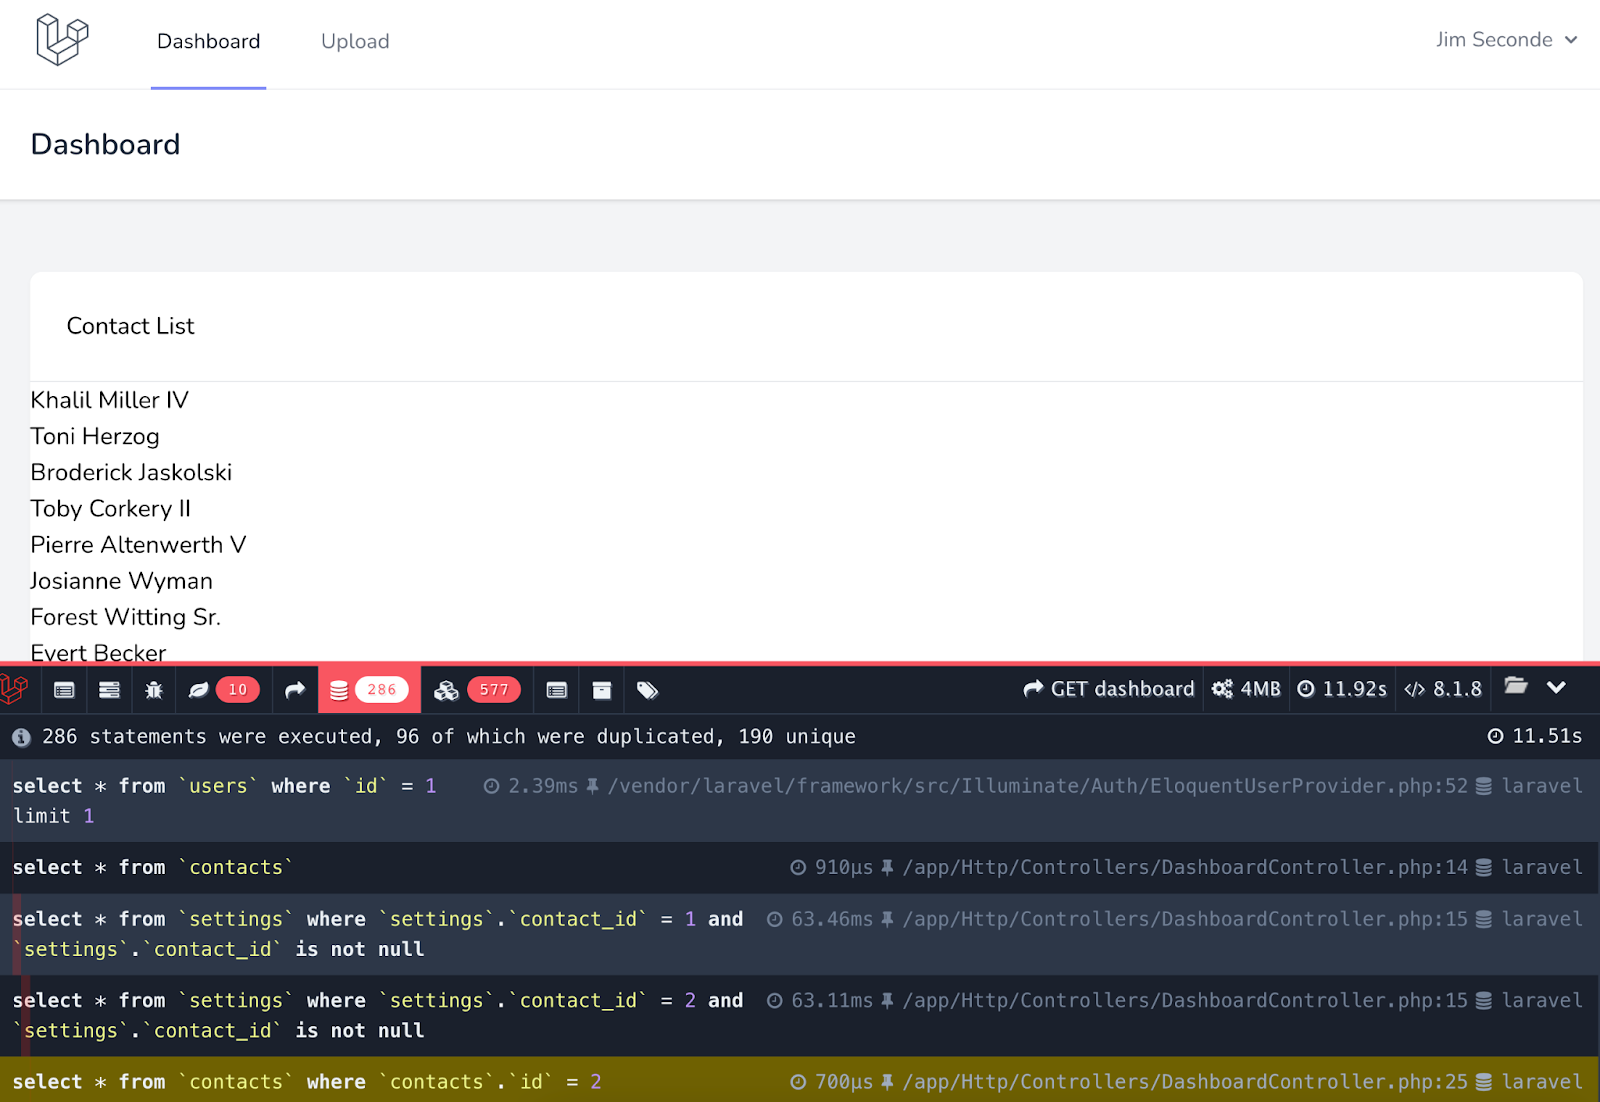 Dashboard Upload Jim Seconde
Dashboard
Contact List
Khalil Miller IV
Toni Herzog
Broderick Jaskolski
Toby Corkery II
Pierre Altenwerth V
Josianne Wyman
Forest Witting Sr.
Evert Becker
10 286 577 GET dashboard 4MB 11.92s 8.1.8
286 statements were executed, 96 of which were duplicated, 190 unique 11.51s
select * from `users` where `id` = 1 2.39ms /vendor/laravel/framework/src/Illuminate/Auth/EloquentUserProvider.php:52 laravel
limit 1
select * from `contacts` 910μs /app/Http/Controllers/DashboardController.php:14 laravel
select * from `settings` where `settings`.`contact_id` = 1 and 63.46ms /app/Http/Controllers/DashboardController.php:15 laravel
`settings`.`contact_id` is not null
select * from `settings` where `settings`.`contact_id` = 2 and 63.11ms /app/Http/Controllers/DashboardController.php:15 laravel
`settings`.`contact_id` is not null
select * from `contacts` where `contacts`.`id` = 2 700μs /app/Http/Controllers/DashboardController.php:25 laravel